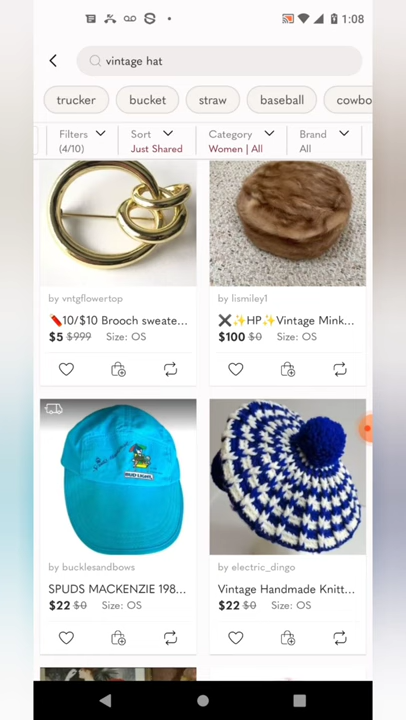 1:08
vintage hat
trucker
bucket
straw
baseball
cowbo
Filters
(4/10)
Sort
Just Shared
Category
Women | All
Brand
All
by vntgflowertop
🧨10/$10 Brooch sweate...
$5 $999 Size: OS
by lismiley1
❌✨HP✨Vintage Mink...
$100 $0 Size: OS
BUD LIGHT
by bucklesandbows
SPUDS MACKENZIE 198...
$22 $0 Size: OS
by electric_dingo
Vintage Handmade Knitt...
$22 $0 Size: OS